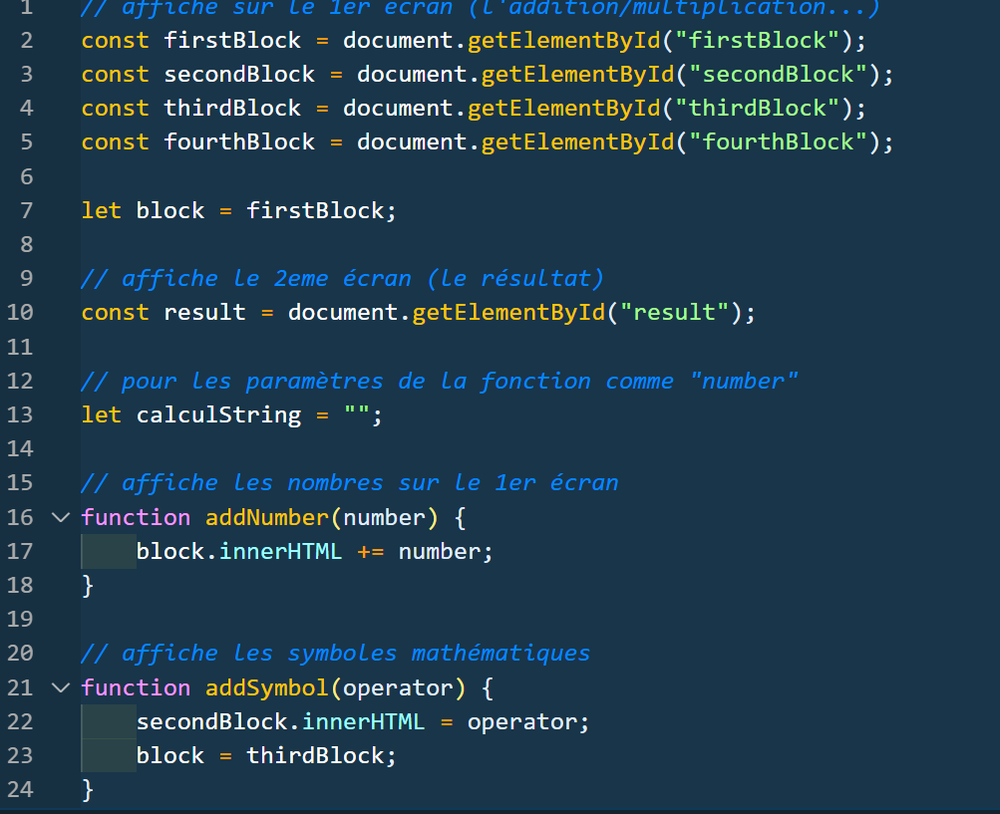 1 // affiche sur le 1er écran (l'addition/multiplication...)
2 const firstBlock = document.getElementById("firstBlock");
3 const secondBlock = document.getElementById("secondBlock");
4 const thirdBlock = document.getElementById("thirdBlock");
5 const fourthBlock = document.getElementById("fourthBlock");
6
7 let block = firstBlock;
8
9 // affiche le 2eme écran (le résultat)
10 const result = document.getElementById("result");
11
12 // pour les paramètres de la fonction comme "number"
13 let calculString = "";
14
15 // affiche les nombres sur le 1er écran
16 function addNumber(number) {
17 block.innerHTML += number;
18 }
19
20 // affiche les symboles mathématiques
21 function addSymbol(operator) {
22 secondBlock.innerHTML = operator;
23 block = thirdBlock;
24 }